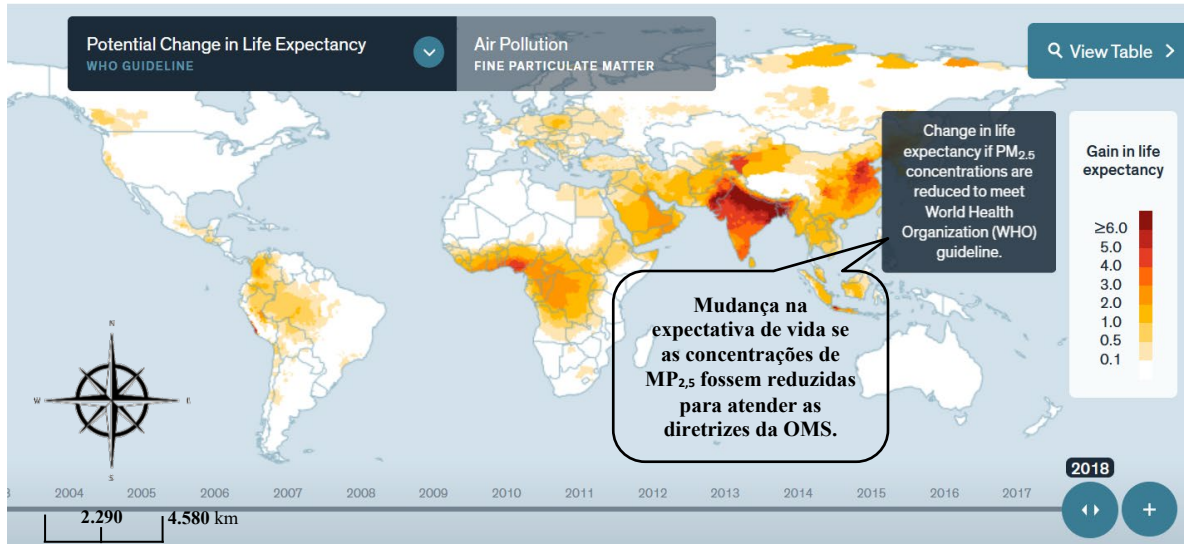 Potential Change in Life Expectancy
WHO GUIDELINE
Air Pollution
FINE PARTICULATE MATTER
View Table
Change in life
expectancy if PM2.5
concentrations are
reduced to meet
World Health
Organization (WHO)
guideline.
Gain in life
expectancy
≥6.0
5.0
4.0
3.0
2.0
1.0
0.5
0.1
Mudança na
expectativa de vida se
as concentrações de
MP2,5 fossem reduzidas
para atender as
diretrizes da OMS.
N
W E
S
2018
3 2004 2005 2006 2007 2008 2009 2010 2011 2012 2013 2014 2015 2016 2017
2.290 4.580 km